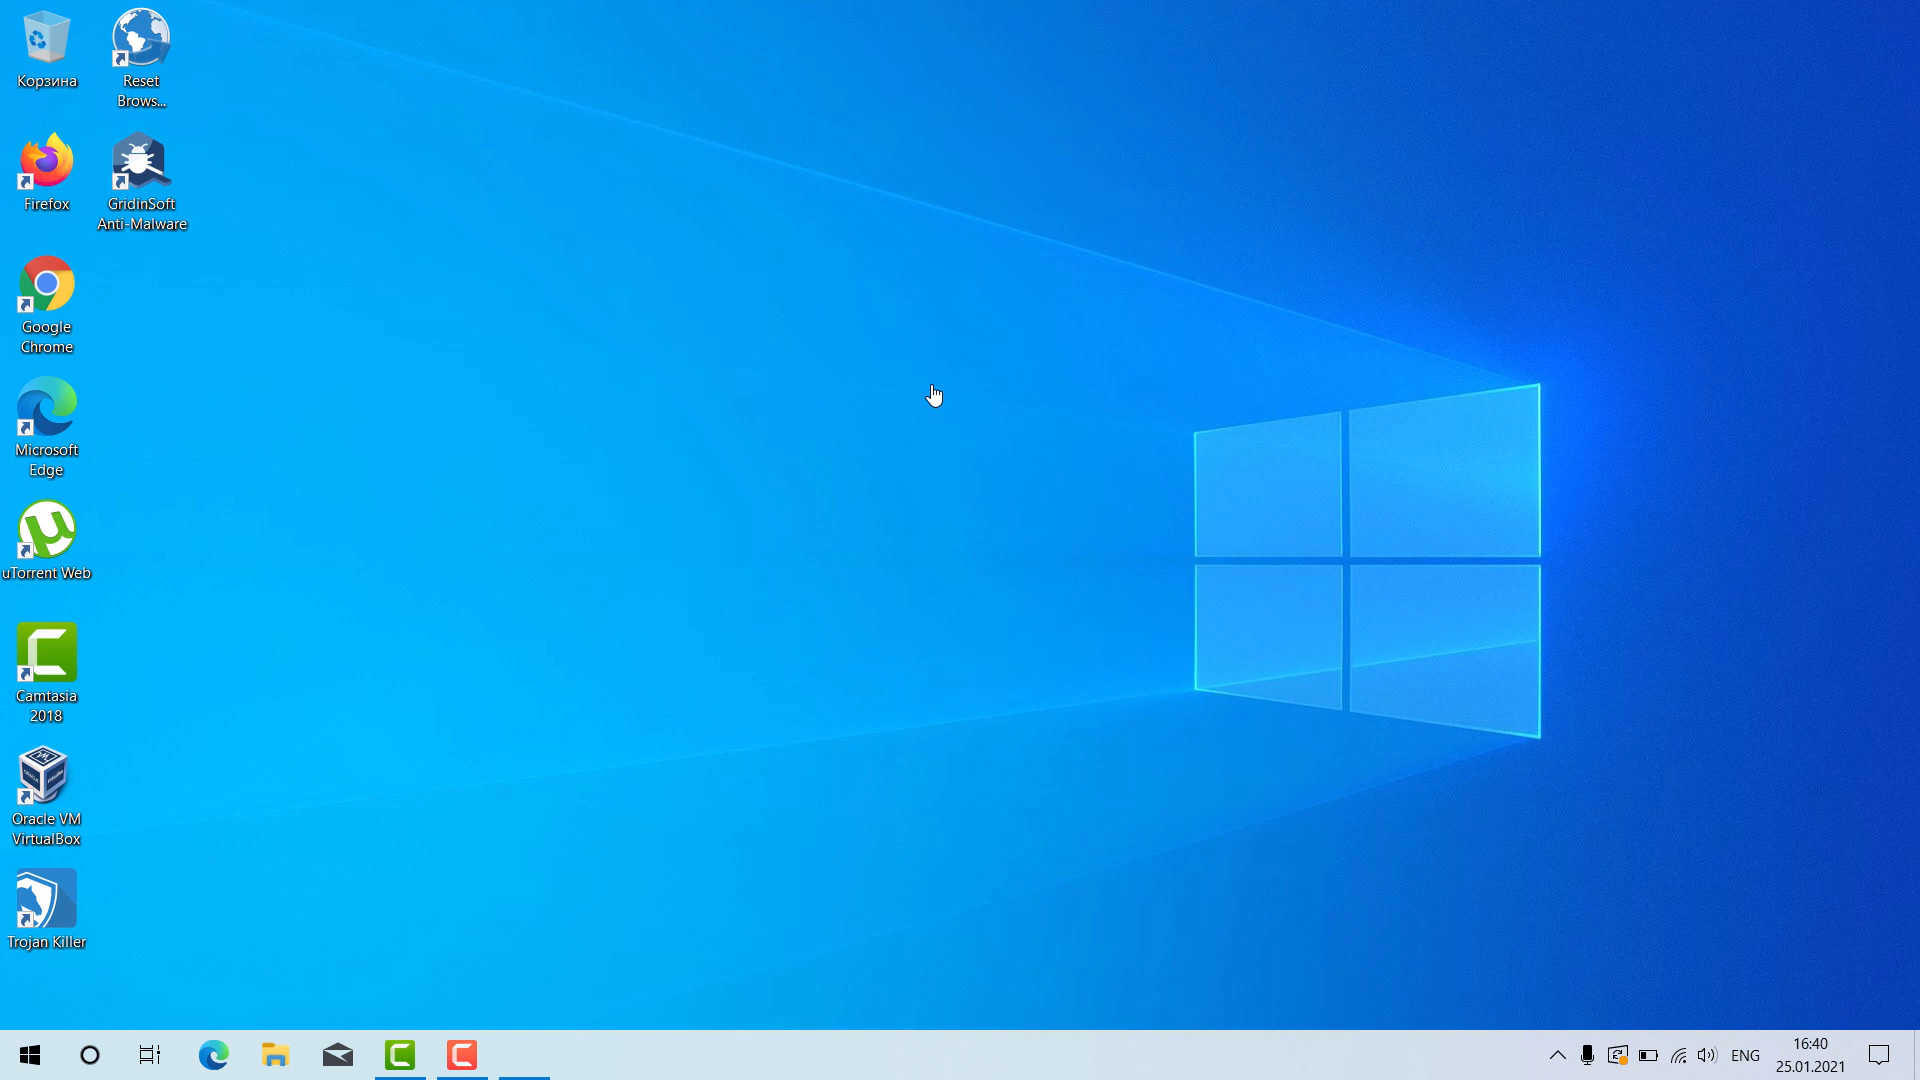 Корзина
Reset
Brows...
Firefox
GridinSoft
Anti-Malware
Google
Chrome
Microsoft
Edge
uTorrent Web
Camtasia
2018
Oracle VM
VirtualBox
Trojan Killer
ENG
16:40
25.01.2021